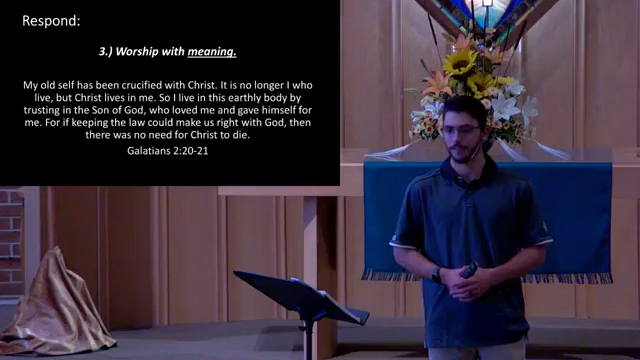 Respond:
3.) Worship with meaning.
My old self has been crucified with Christ. It is no longer I who
live, but Christ lives in me. So I live in this earthly body by
trusting in the Son of God, who loved me and gave himself for
me. For if keeping the law could make us right with God, then
there was no need for Christ to die.
Galatians 2:20-21